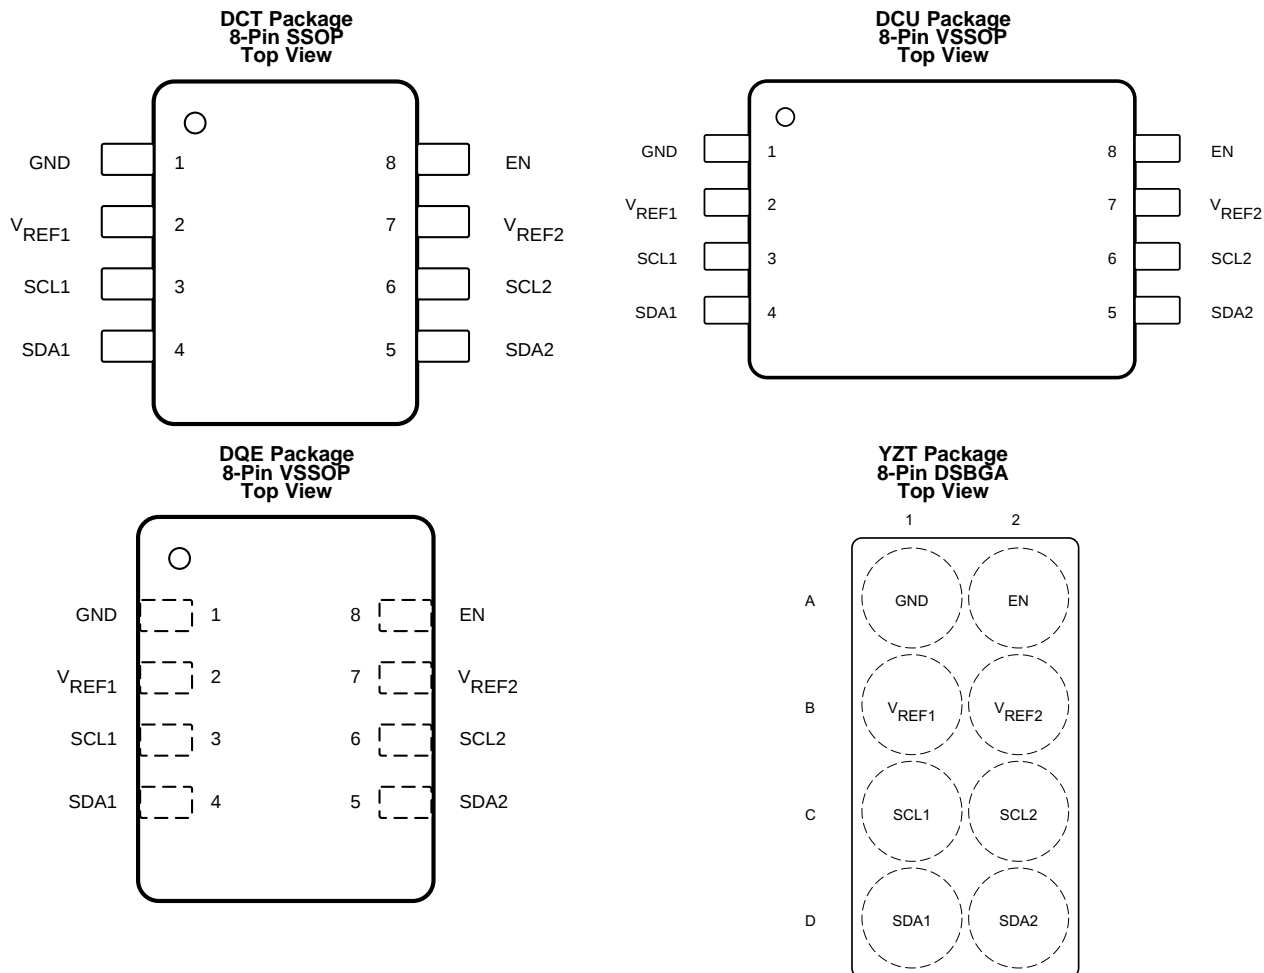 DCT Package
8-Pin SSOP
Top View
GND 1 8 EN
VREF1 2 7 VREF2
SCL1 3 6 SCL2
SDA1 4 5 SDA2
DCU Package
8-Pin VSSOP
Top View
GND 1 8 EN
VREF1 2 7 VREF2
SCL1 3 6 SCL2
SDA1 4 5 SDA2
DQE Package
8-Pin VSSOP
Top View
GND 1 8 EN
VREF1 2 7 VREF2
SCL1 3 6 SCL2
SDA1 4 5 SDA2
YZT Package
8-Pin DSBGA
Top View
1 2
A GND EN
B VREF1 VREF2
C SCL1 SCL2
D SDA1 SDA2